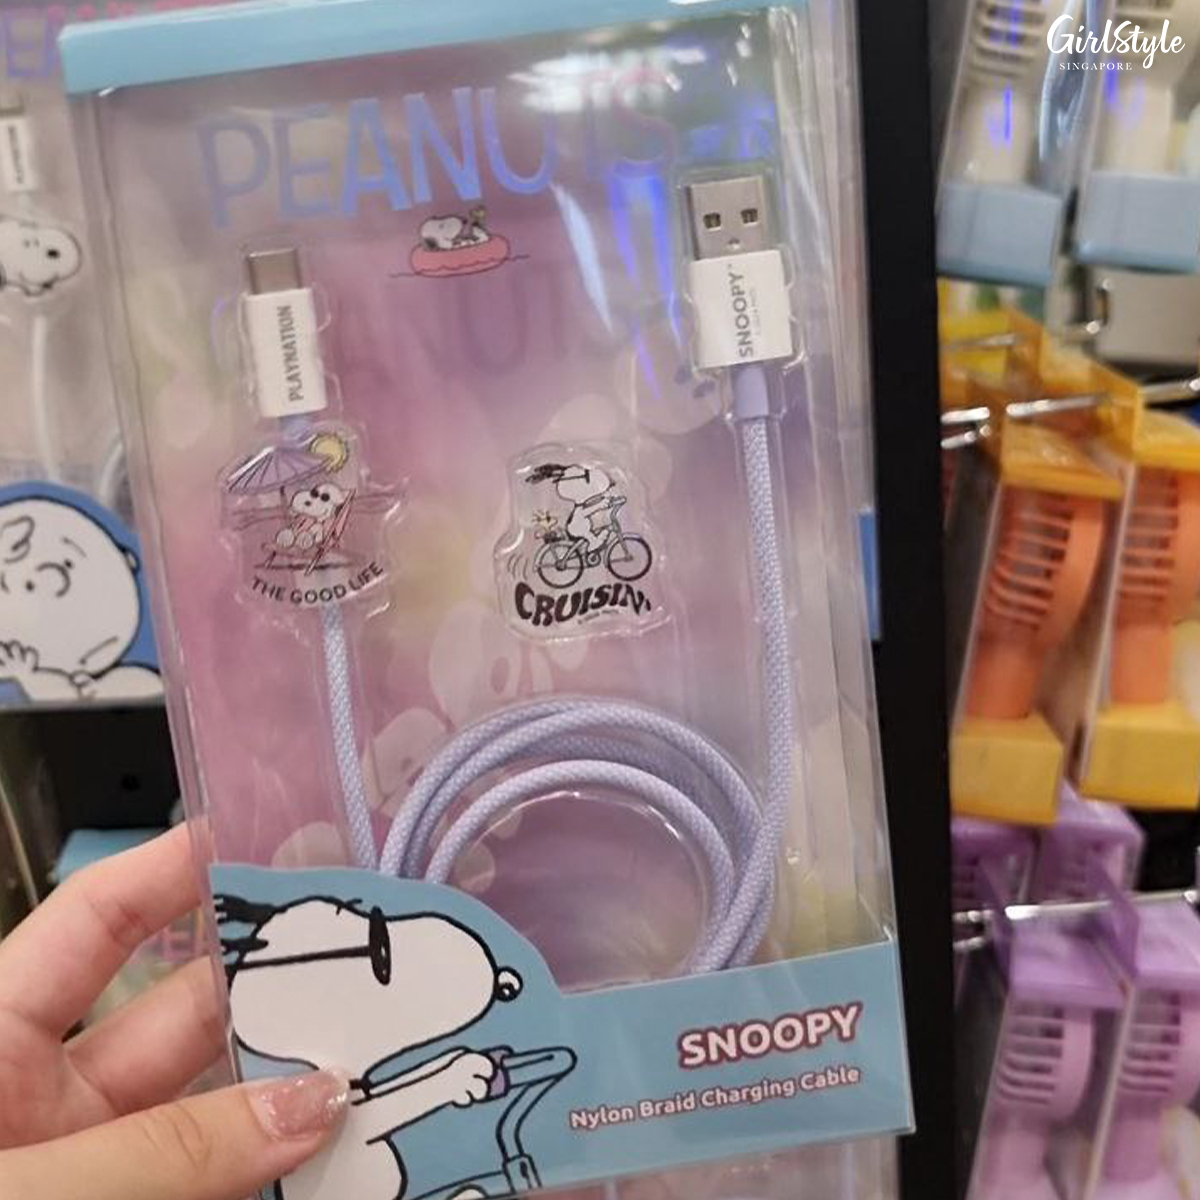 GirlStyle
SINGAPORE
PEANUTS
PLAYNATION
SNOOPY
THE GOOD LIFE
CRUISIN'
SNOOPY
Nylon Braid Charging Cable